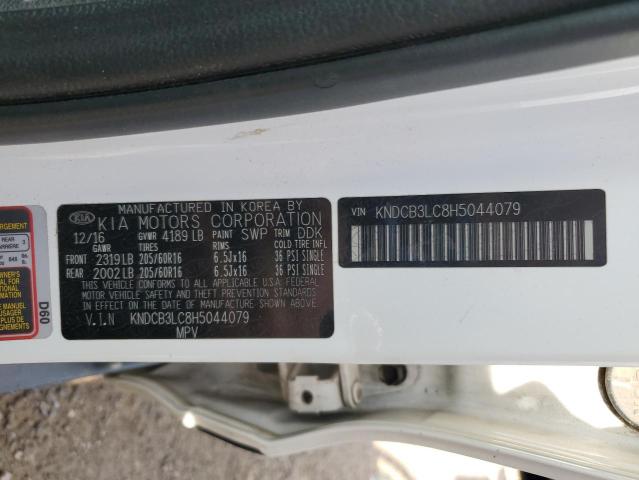 MANUFACTURED IN KOREA BY
KIA KIA MOTORS CORPORATION
12/16 GVWR 4189 LB PAINT SWP TRIM DDK
GAWR TIRES RIMS COLD TIRE INFL
FRONT 2319 LB 205/60R16 6.5Jx16 36 PSI SINGLE
REAR 2002 LB 205/60R16 6.5Jx16 36 PSI SINGLE
THIS VEHICLE CONFORMS TO ALL APPLICABLE U.S. FEDERAL
MOTOR VEHICLE SAFETY AND THEFT PREVENTION STANDARDS
IN EFFECT ON THE DATE OF MANUFACTURE SHOWN ABOVE.
V.I.N KNDCB3LC8H5044079
MPV
VIN KNDCB3LC8H5044079
REAR 3
D60